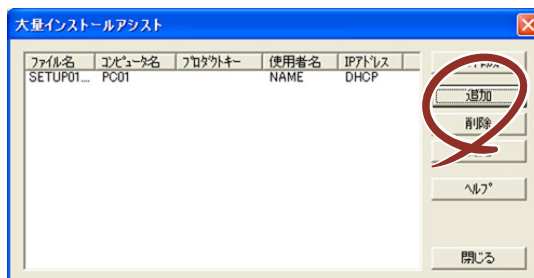 大量インストールアシスト
ファイル名 コンピュータ名 プロダクトキー 使用者名 IPアドレス
SETUP01... PC01 NAME DHCP
追加
削除
ヘルプ
閉じる